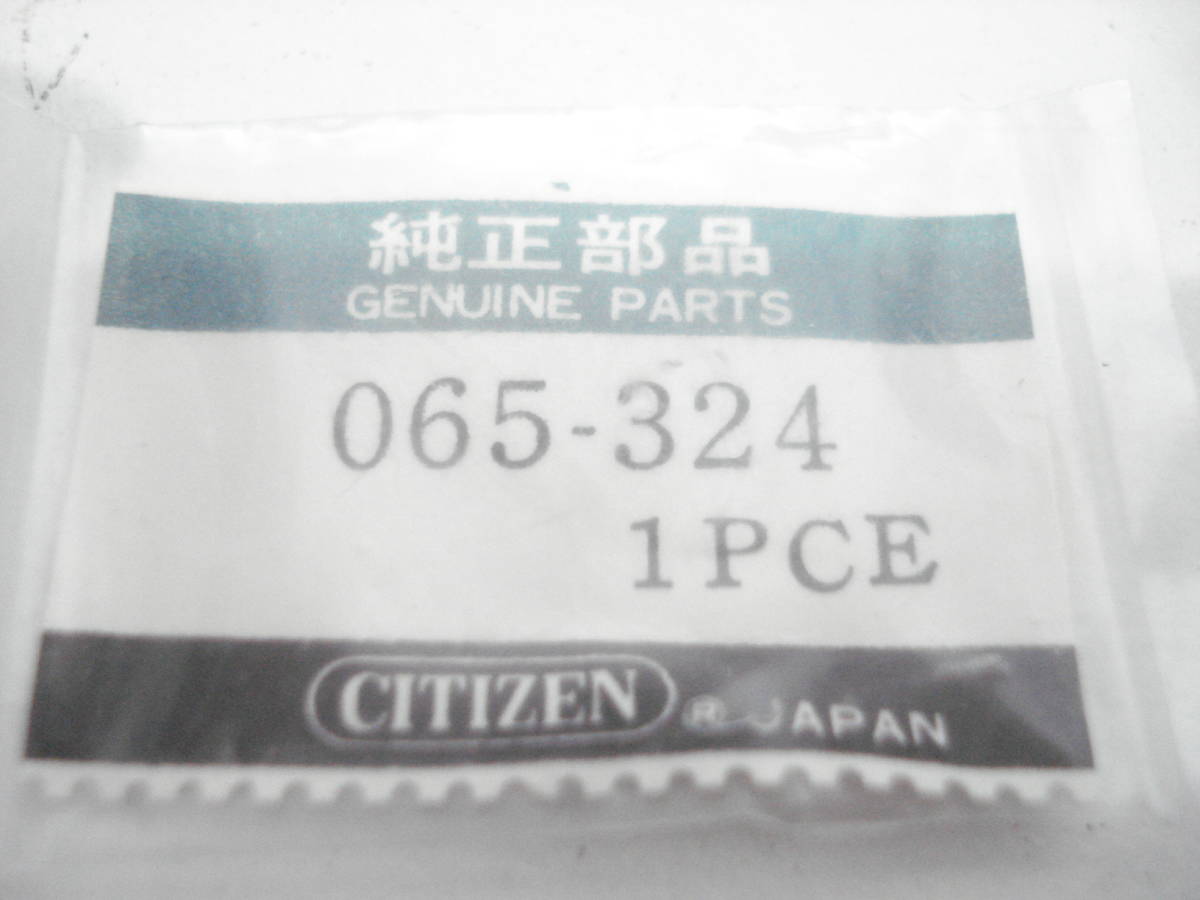 純正部品
GENUINE PARTS
065-324
1PCE
CITIZEN ® JAPAN